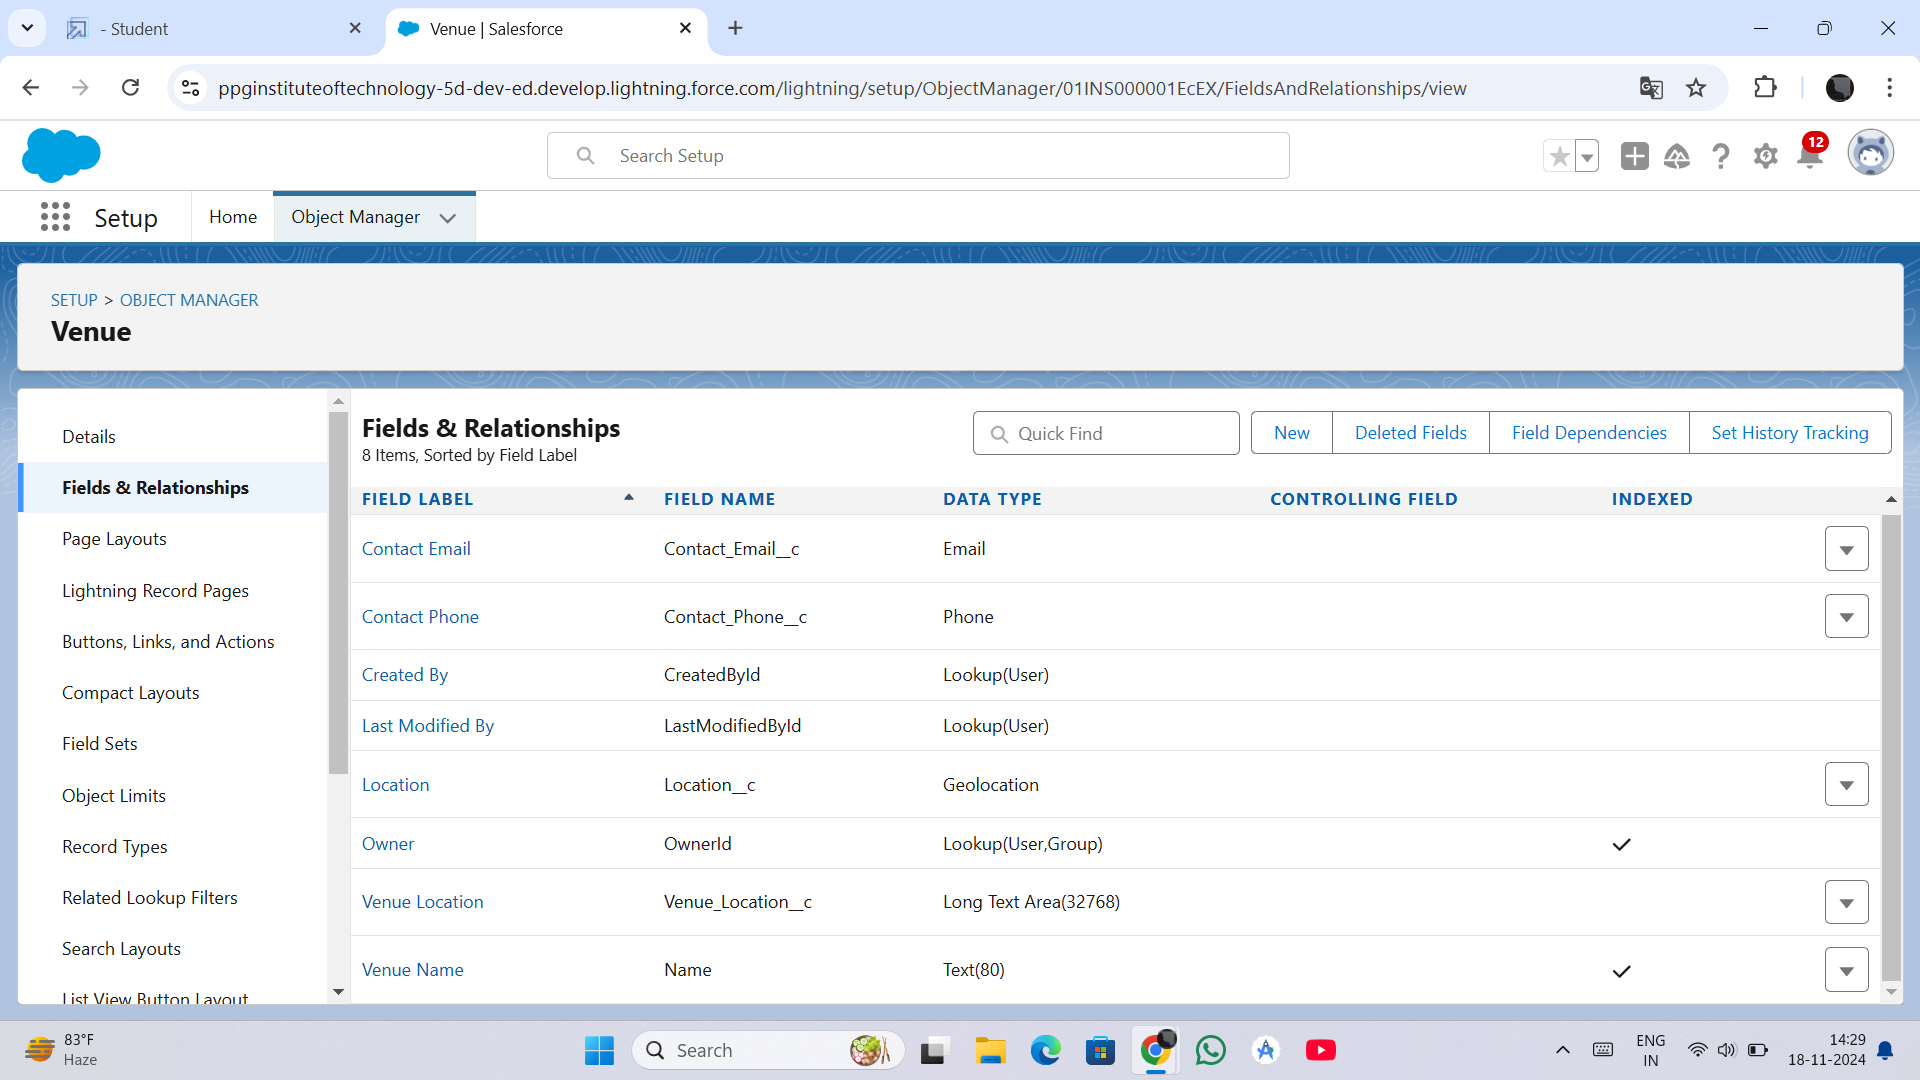 - Student
Venue | Salesforce
ppginstituteoftechnology-5d-dev-ed.develop.lightning.force.com/lightning/setup/ObjectManager/01INS000001EcEX/FieldsAndRelationships/view
Search Setup
12
Setup
Home
Object Manager
SETUP > OBJECT MANAGER
Venue
Details
Fields & Relationships
Page Layouts
Lightning Record Pages
Buttons, Links, and Actions
Compact Layouts
Field Sets
Object Limits
Record Types
Related Lookup Filters
Search Layouts
List View Button Layout
Fields & Relationships
8 Items, Sorted by Field Label
Quick Find
New
Deleted Fields
Field Dependencies
Set History Tracking
FIELD LABEL FIELD NAME DATA TYPE CONTROLLING FIELD INDEXED
Contact Email Contact_Email__c Email
Contact Phone Contact_Phone__c Phone
Created By CreatedById Lookup(User)
Last Modified By LastModifiedById Lookup(User)
Location Location__c Geolocation
Owner OwnerId Lookup(User,Group)
Venue Location Venue_Location__c Long Text Area(32768)
Venue Name Name Text(80)
83°F
Haze
Search
ENG
IN
14:29
18-11-2024